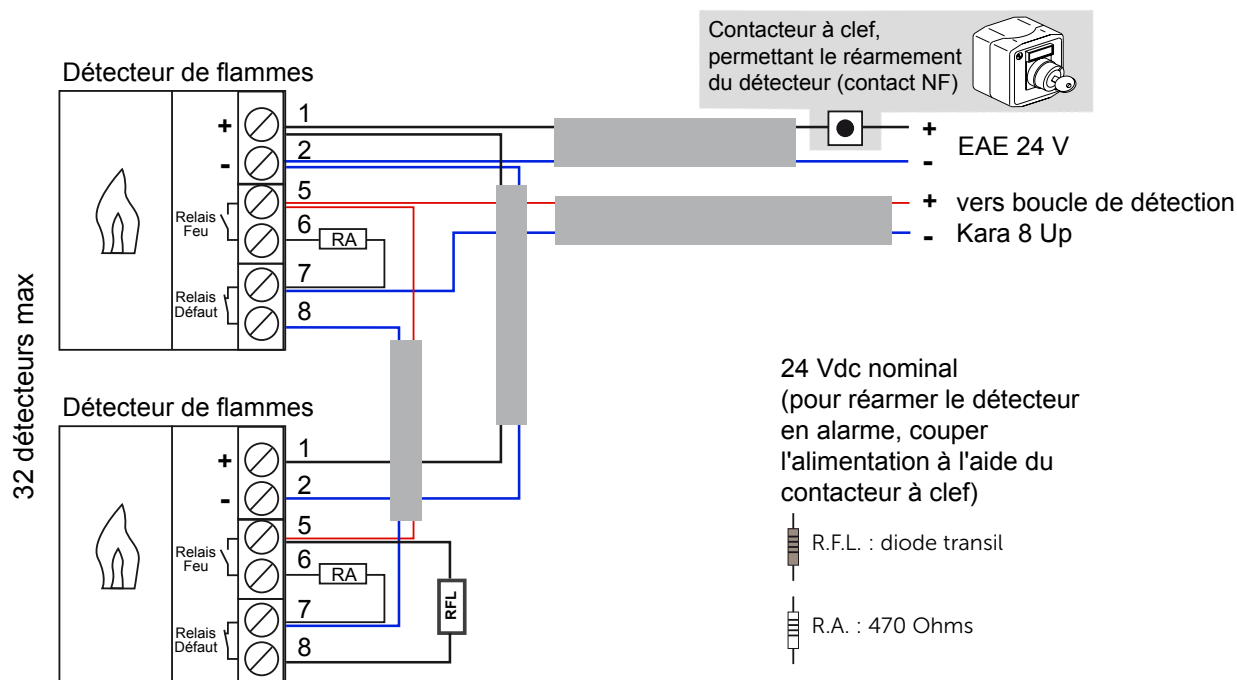 Contacteur à clef,
permettant le réarmement
du détecteur (contact NF)
Détecteur de flammes
+
-
1
2
5
6
7
8
Relais
Feu
Relais
Défaut
RA
+
-
EAE 24 V
+
-
vers boucle de détection
Kara 8 Up
32 détecteurs max
Détecteur de flammes
+
-
1
2
5
6
7
8
Relais
Feu
Relais
Défaut
RA
RFL
24 Vdc nominal
(pour réarmer le détecteur
en alarme, couper
l'alimentation à l'aide du
contacteur à clef)
R.F.L. : diode transil
R.A. : 470 Ohms